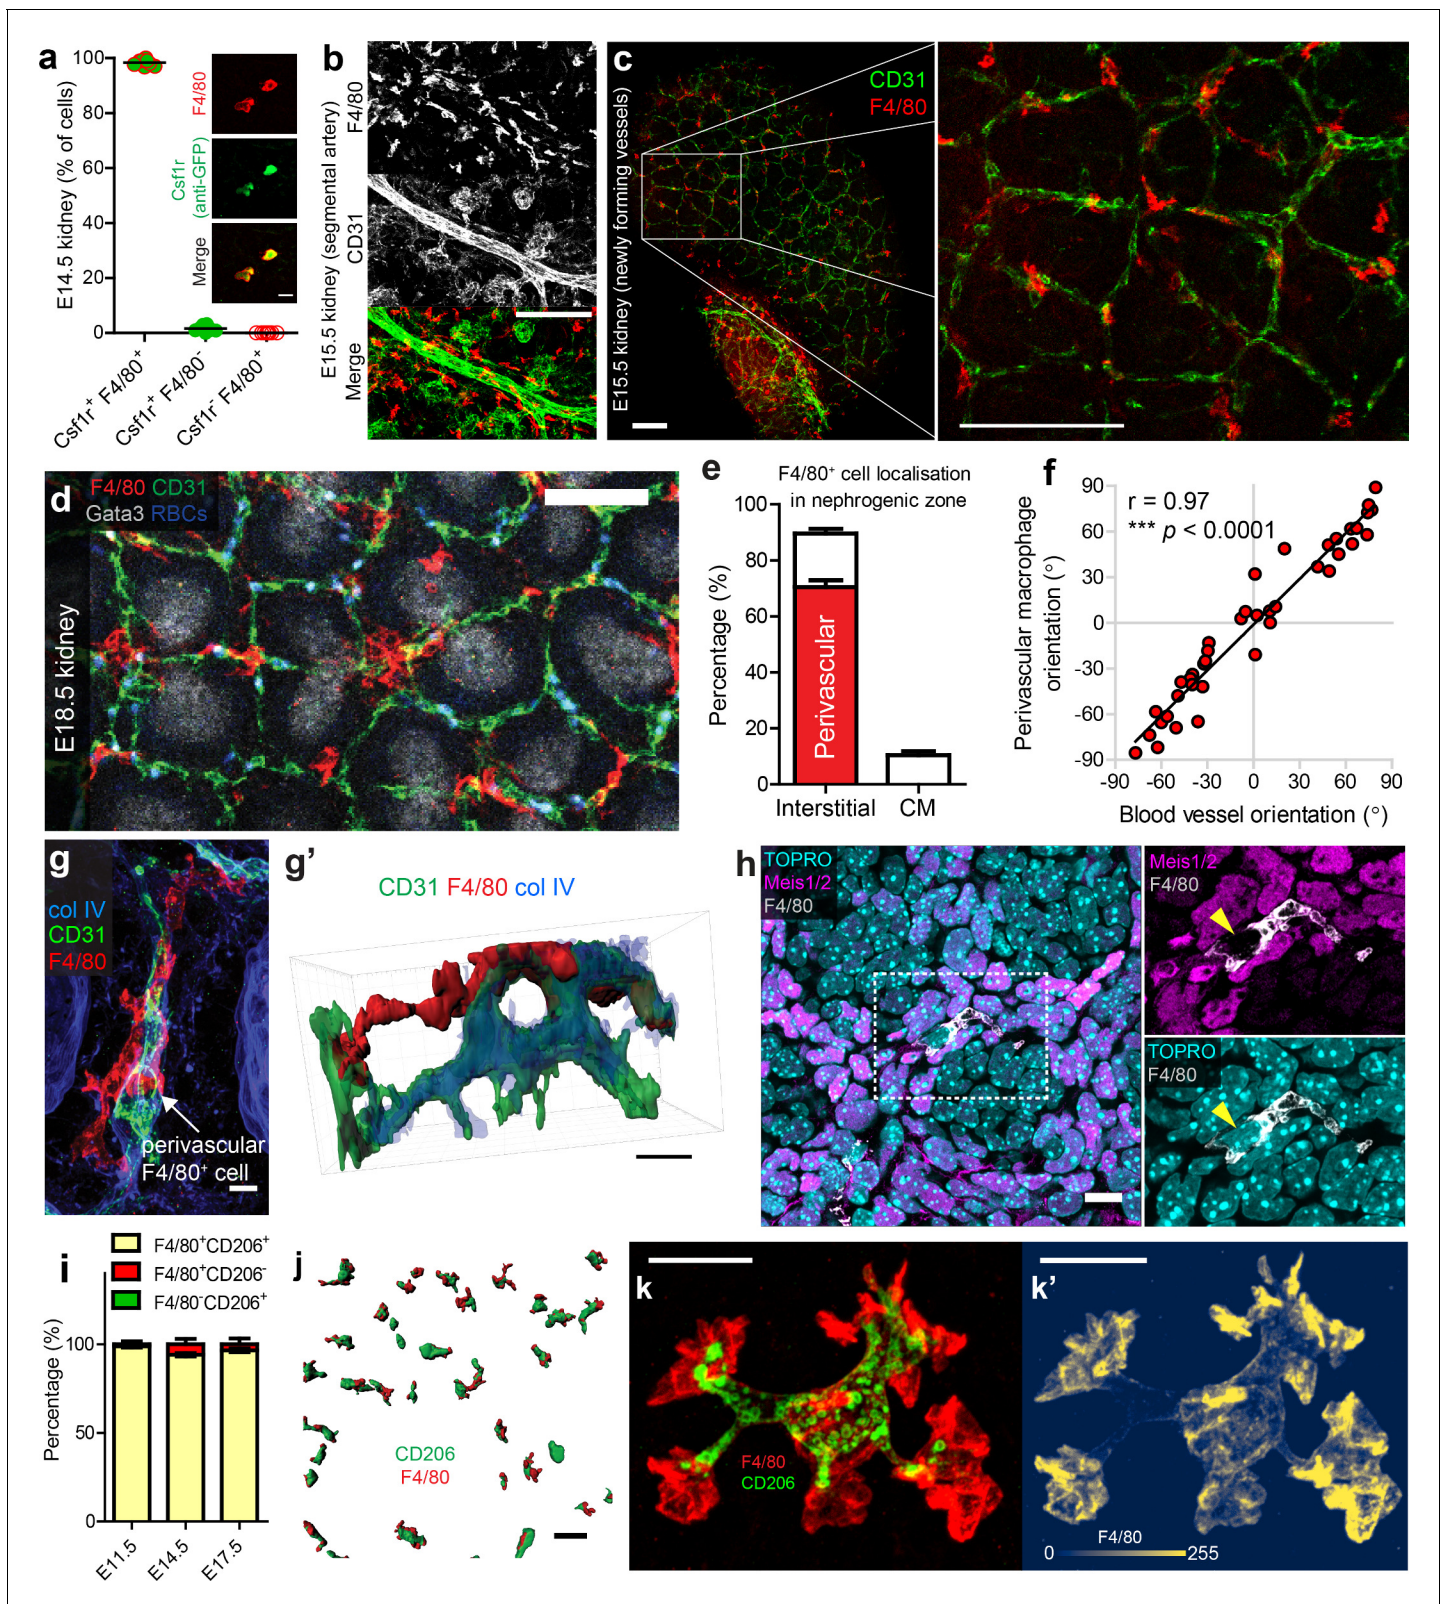 a
E14.5 kidney (% of cells)
100
80
60
40
20
0
Csf1r+ F4/80+
Csf1r+ F4/80-
Csf1r- F4/80+
F4/80
Csf1r
(anti-GFP)
Merge
b
E15.5 kidney (segmental artery)
F4/80
CD31
Merge
c
E15.5 kidney (newly forming vessels)
CD31
F4/80
d
F4/80 CD31
Gata3 RBCs
E18.5 kidney
e
F4/80+ cell localisation
in nephrogenic zone
Percentage (%)
100
80
60
40
20
0
Perivascular
Interstitial
CM
f
Perivascular macrophage
orientation (°)
90
60
30
0
-30
-60
-90
r = 0.97
*** p < 0.0001
-90 -60 -30 0 30 60 90
Blood vessel orientation (°)
g
col IV
CD31
F4/80
perivascular
F4/80+ cell
g’
CD31 F4/80 col IV
h
TOPRO
Meis1/2
F4/80
Meis1/2
F4/80
TOPRO
F4/80
i
F4/80+CD206+
F4/80+CD206-
F4/80-CD206+
Percentage (%)
100
50
0
E11.5
E14.5
E17.5
j
CD206
F4/80
k
F4/80
CD206
k’
F4/80
0 255